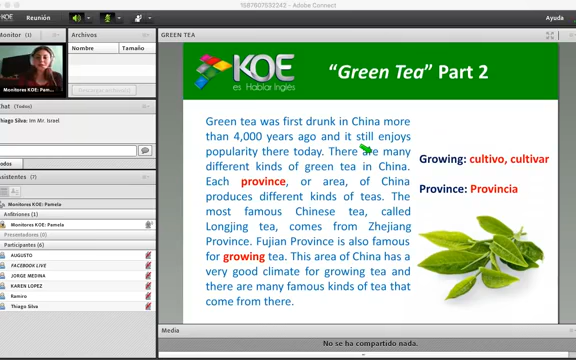 1587607532242 - Adobe Connect
KOE
Reunión
Ayuda
Monitor (1)
MONITORES KOE: Pam...
Chat (Todos)
Thiago Silva: Im Mr. Israel
Todos
Asistentes (7)
Anfitriones (1)
Monitores KOE: Pamela
Presentadores (0)
Participantes (6)
AUGUSTO
FACEBOOK LIVE
JORGE MEDINA
KAREN LOPEZ
Ramiro
Thiago Silva
Archivos
Nombre Tamaño
Descargar archivo(s)
GREEN TEA
KOE
es Hablar Inglés
“Green Tea” Part 2
Green tea was first drunk in China more
than 4,000 years ago and it still enjoys
popularity there today. There are many
different kinds of green tea in China.
Each province, or area, of China
produces different kinds of teas. The
most famous Chinese tea, called
Longjing tea, comes from Zhejiang
Province. Fujian Province is also famous
for growing tea. This area of China has a
very good climate for growing tea and
there are many famous kinds of tea that
come from there.
Growing: cultivo, cultivar
Province: Provincia
Media
No se ha compartido nada.